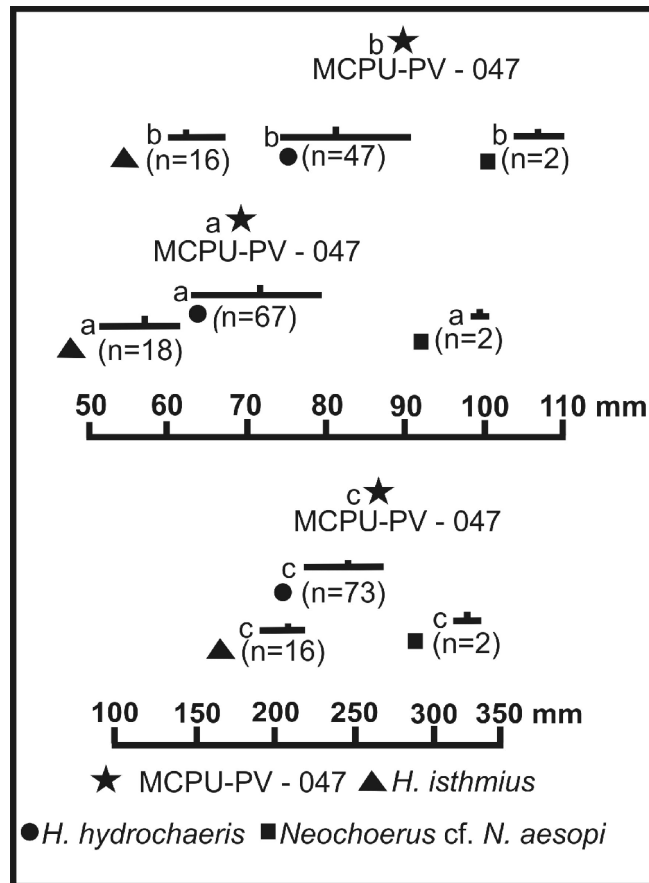 b
MCPU-PV - 047
b b b
(n=16) (n=47) (n=2)
a
MCPU-PV - 047
a a a
(n=18) (n=67) (n=2)
50 60 70 80 90 100 110 mm
c
MCPU-PV - 047
c
(n=73)
c c
(n=16) (n=2)
100 150 200 250 300 350 mm
MCPU-PV - 047 H. isthmius
H. hydrochaeris Neochoerus cf. N. aesopi